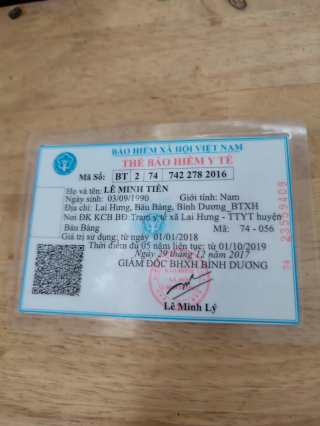 BẢO HIỂM XÃ HỘI VIỆT NAM
THẺ BẢO HIỂM Y TẾ
Mã Số: BT 2 74 742 278 2016
Họ và tên: LÊ MINH TIẾN
Ngày sinh: 03/09/1990 Giới tính: Nam
Địa chỉ: Lai Hưng, Bàu Bàng, Bình Dương, BTXH
Nơi ĐK KCB BĐ: Trạm y tế xã Lai Hưng - TTYT huyện
Bàu Bàng Mã: 74 - 056
Giá trị sử dụng: từ ngày 01/01/2018
Thời điểm đủ 05 năm liên tục: từ 01/10/2019
Ngày 29 tháng 12 năm 2017
GIÁM ĐỐC BHXH BÌNH DƯƠNG
Lê Minh Lý
74